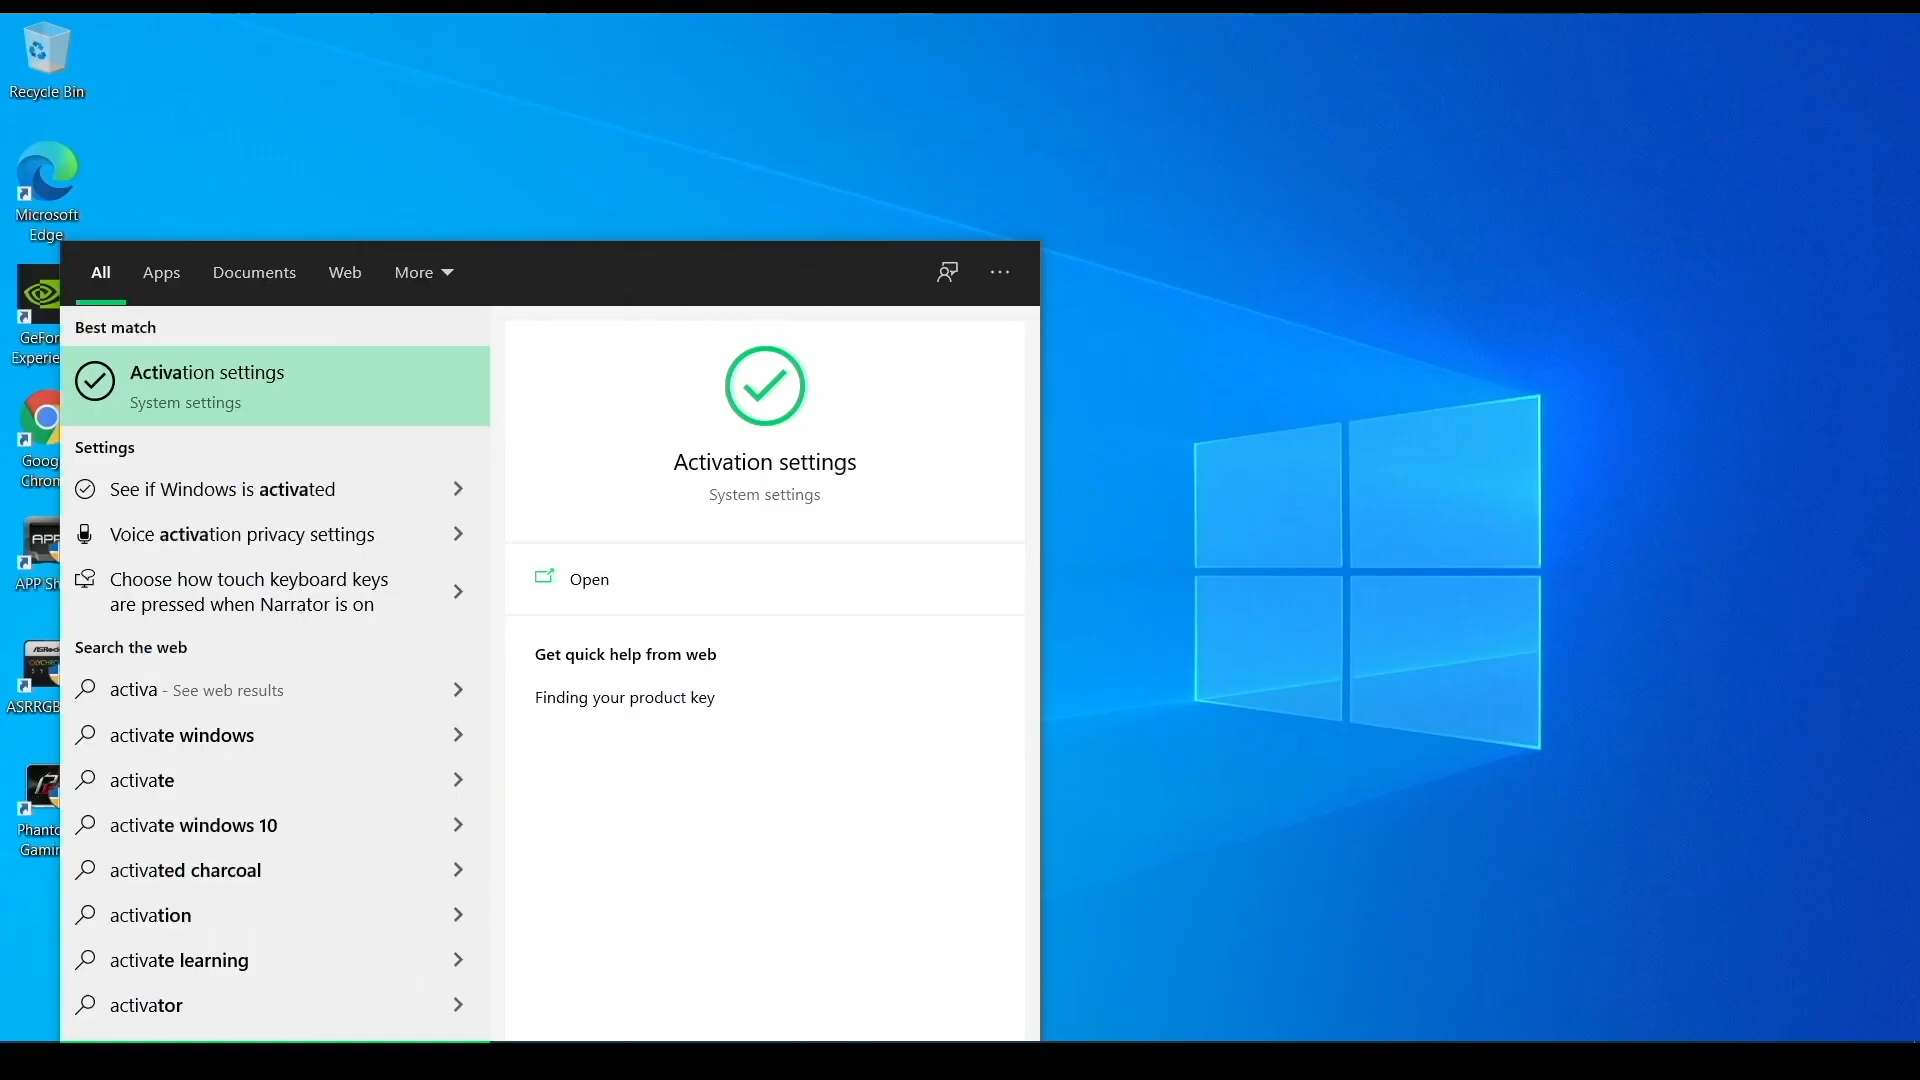 Recycle Bin
Microsoft
Edge
All Apps Documents Web More
Best match
Activation settings
System settings
Settings
See if Windows is activated
Voice activation privacy settings
Choose how touch keyboard keys
are pressed when Narrator is on
Search the web
activa - See web results
activate windows
activate
activate windows 10
activated charcoal
activation
activate learning
activator
Activation settings
System settings
Open
Get quick help from web
Finding your product key
GeFor
Experie
Goog
Chrom
APP
APP Sh
ASRock
ASRRGB
Phanto
Gamin